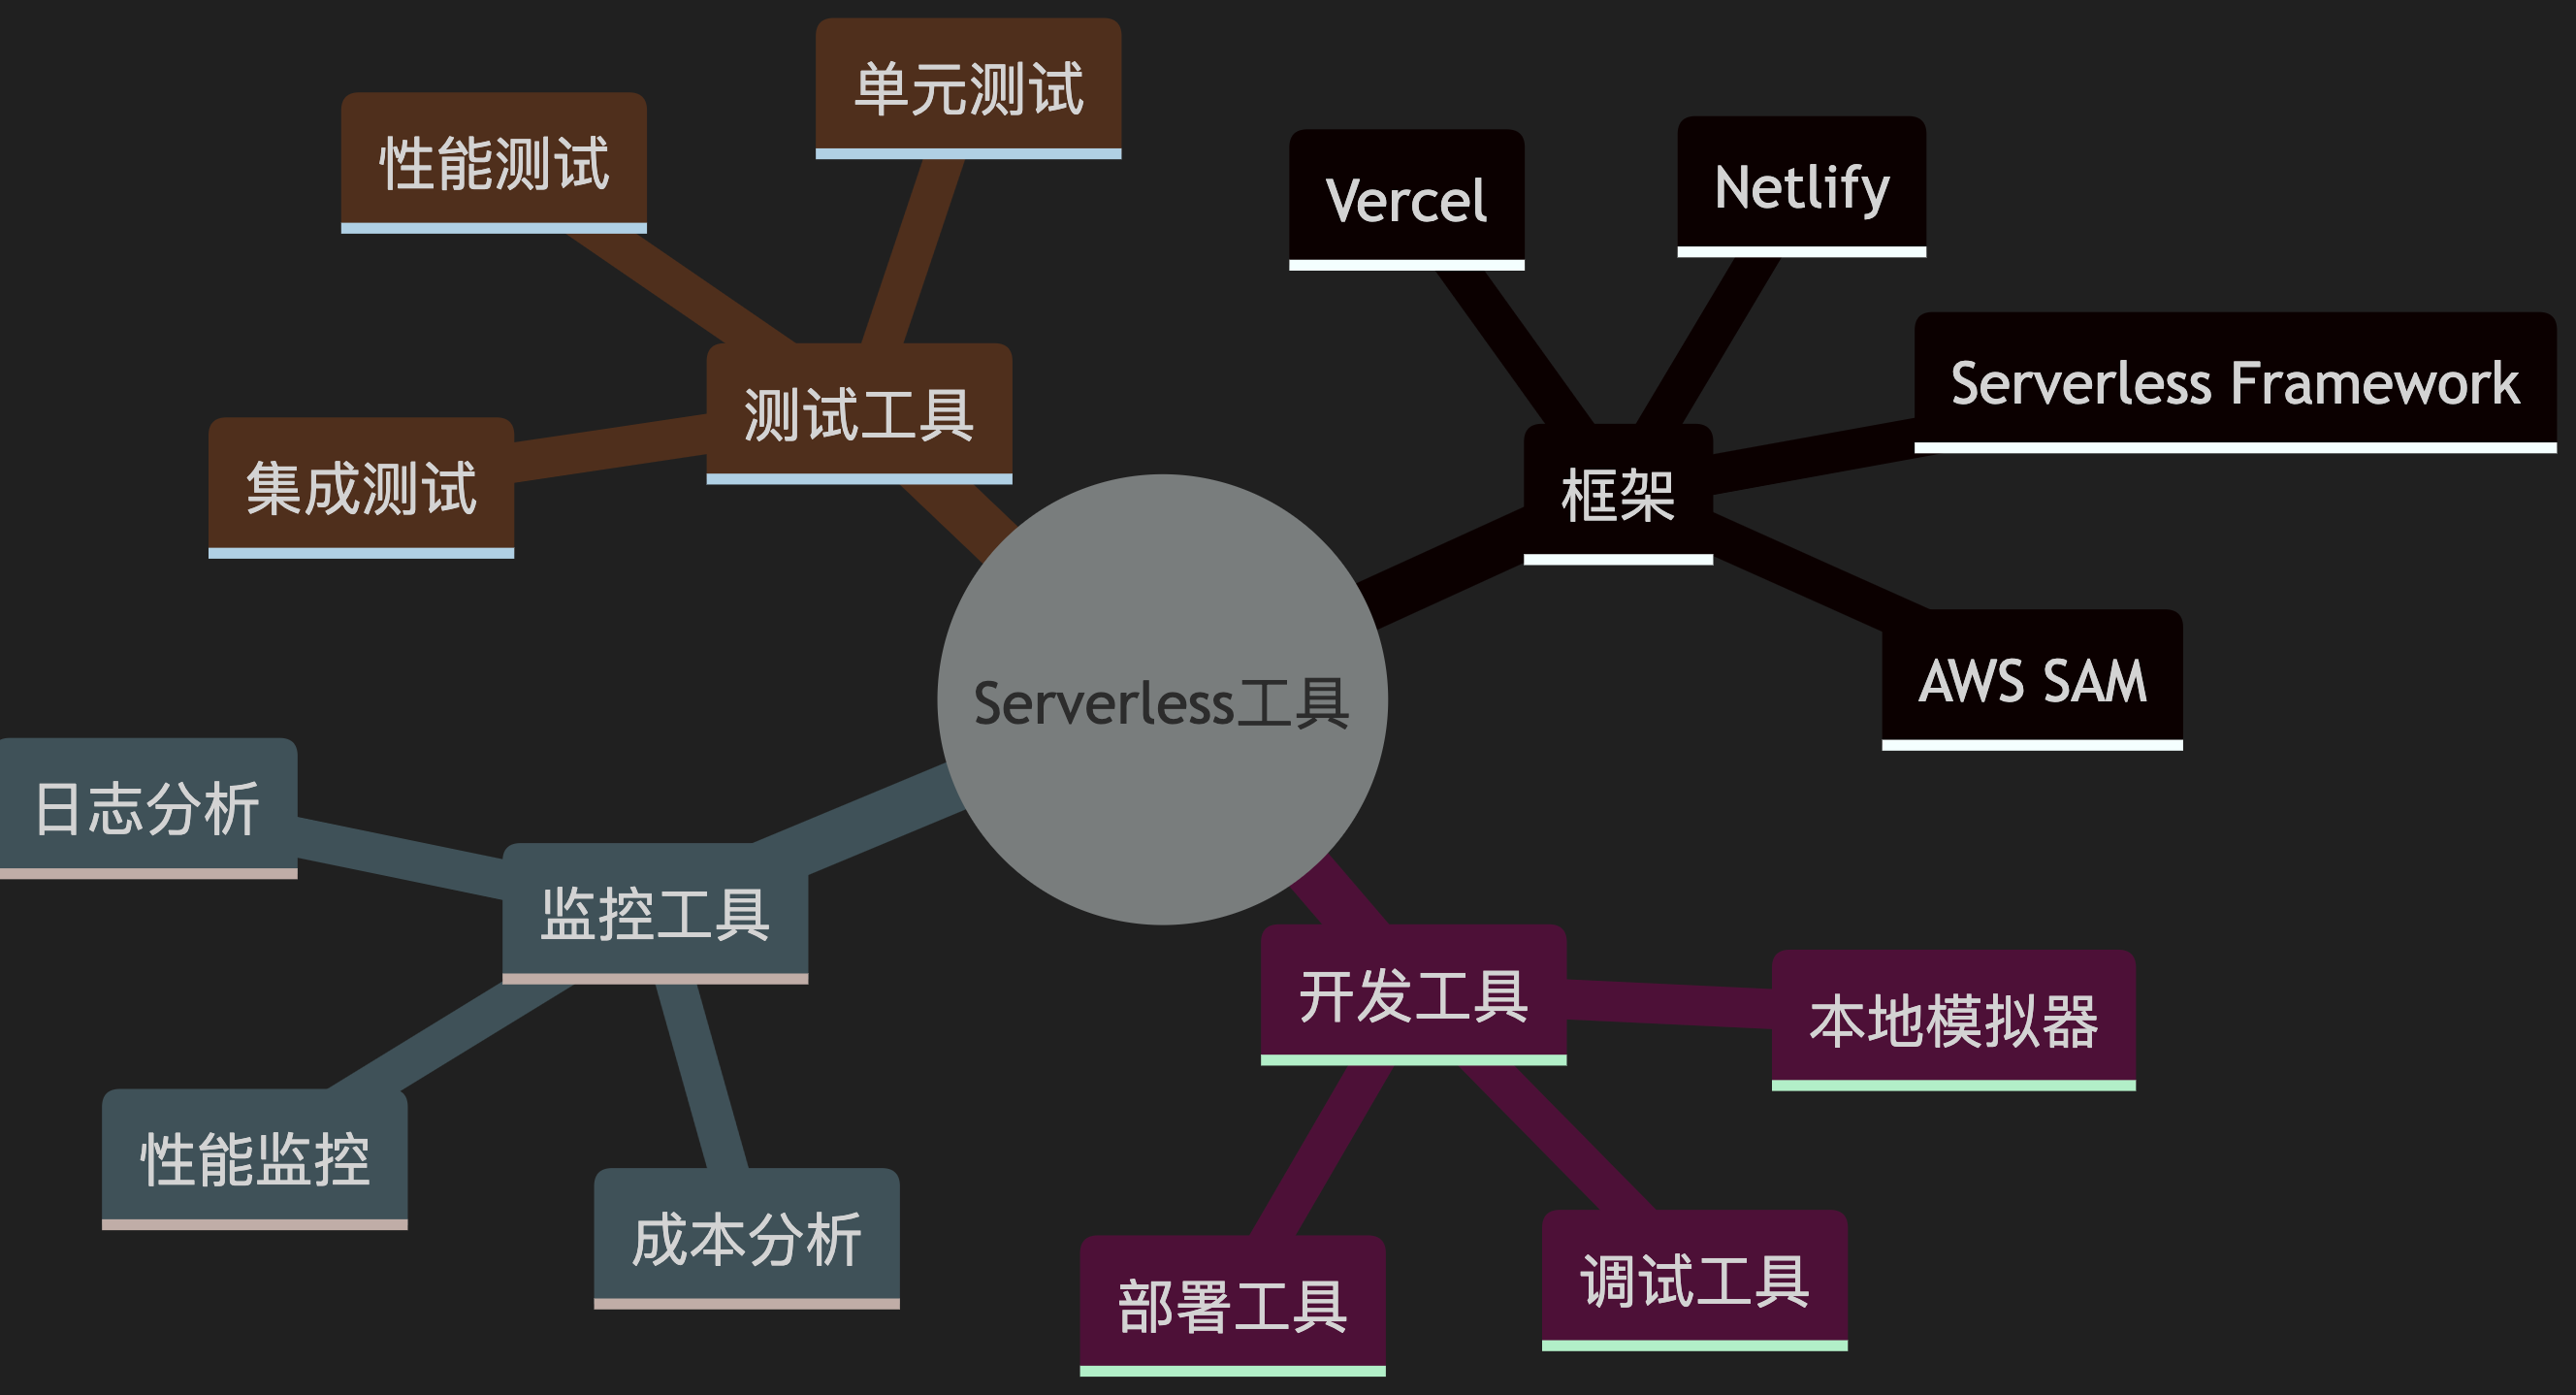 单元测试
性能测试
Vercel
Netlify
Serverless Framework
测试工具
框架
集成测试
AWS SAM
Serverless工具
日志分析
监控工具
开发工具
本地模拟器
性能监控
成本分析
调试工具
部署工具